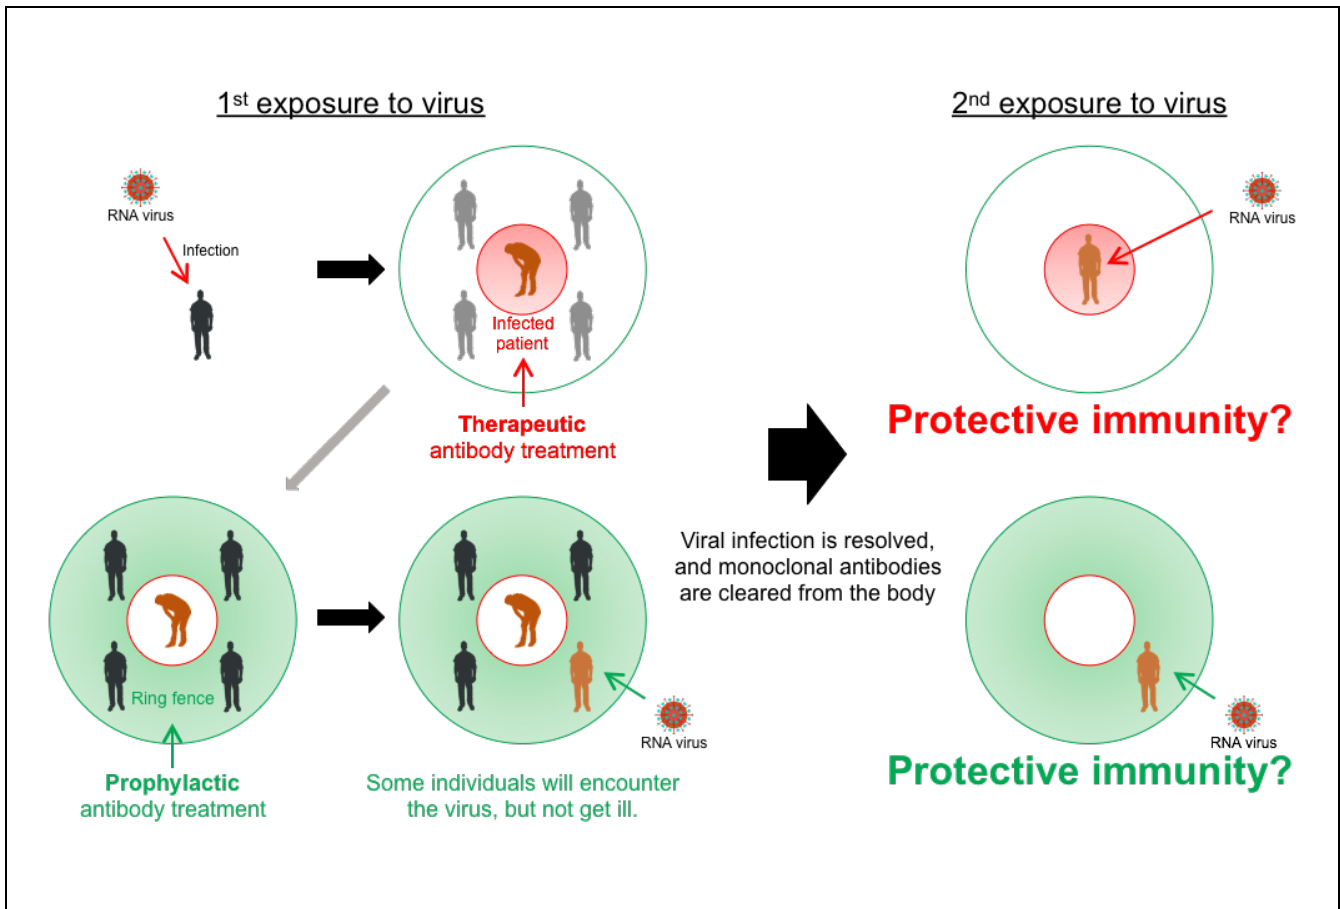 1st exposure to virus
2nd exposure to virus
RNA virus
Infection
Infected
patient
Therapeutic
antibody treatment
RNA virus
Protective immunity?
Ring fence
Prophylactic
antibody treatment
RNA virus
Some individuals will encounter
the virus, but not get ill.
Viral infection is resolved,
and monoclonal antibodies
are cleared from the body
RNA virus
Protective immunity?